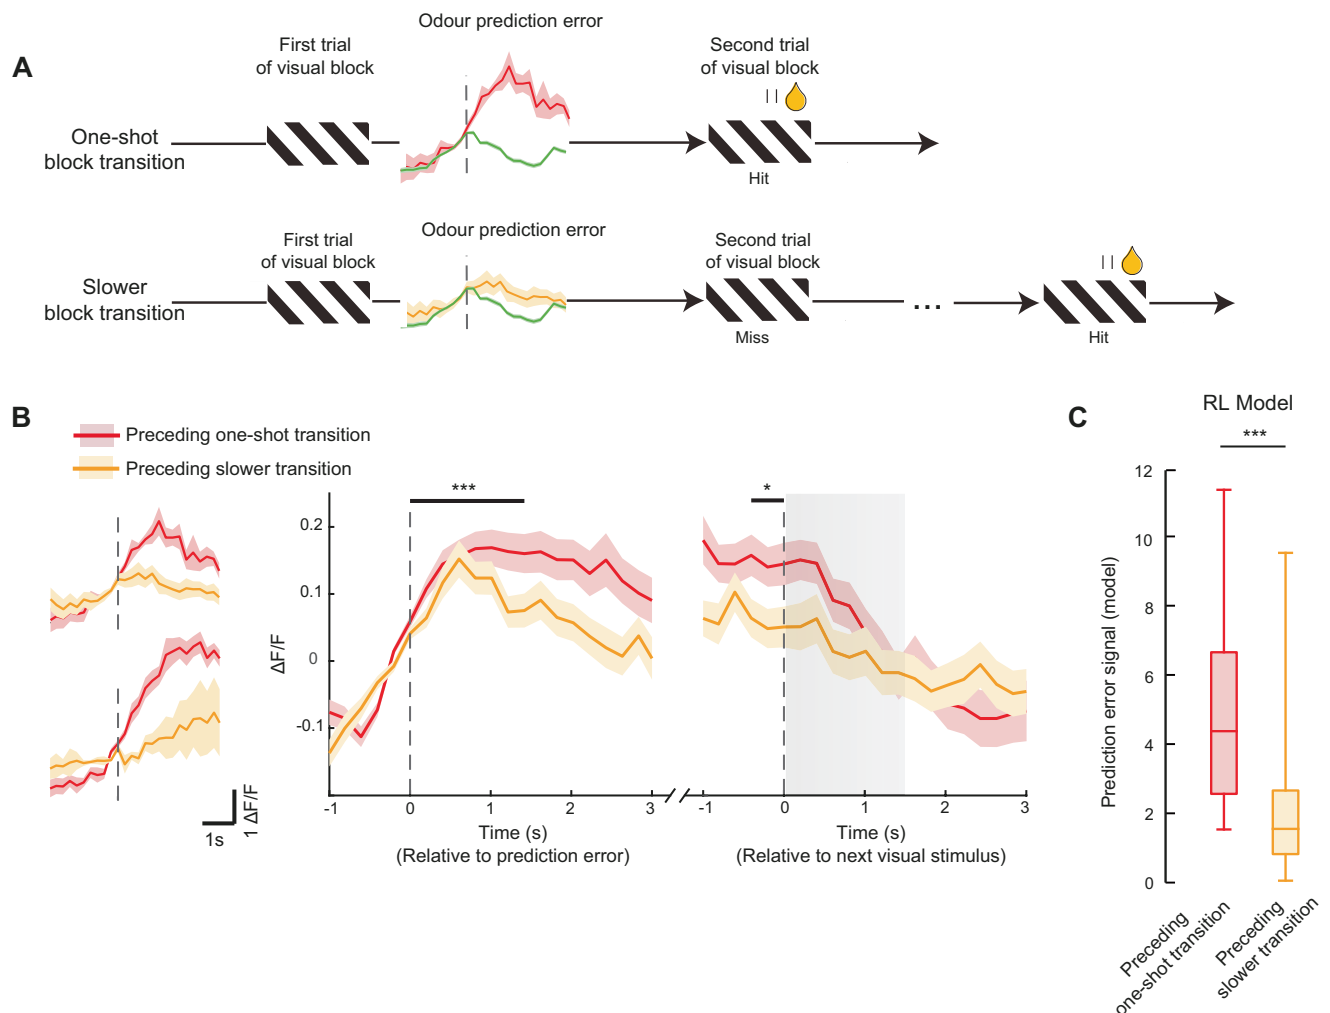 A
Odour prediction error
First trial
of visual block
Second trial
of visual block
One-shot
block transition
Hit
Odour prediction error
First trial
of visual block
Second trial
of visual block
Slower
block transition
...
Miss
Hit
B
Preceding one-shot transition
Preceding slower transition
1s
1 ΔF/F
ΔF/F
0.2
0.1
0
-0.1
***
*
-1 0 1 2 3
Time (s)
(Relative to prediction error)
-1 0 1 2 3
Time (s)
(Relative to next visual stimulus)
C
RL Model
***
Prediction error signal (model)
12
10
8
6
4
2
0
Preceding
one-shot transition
Preceding
slower transition